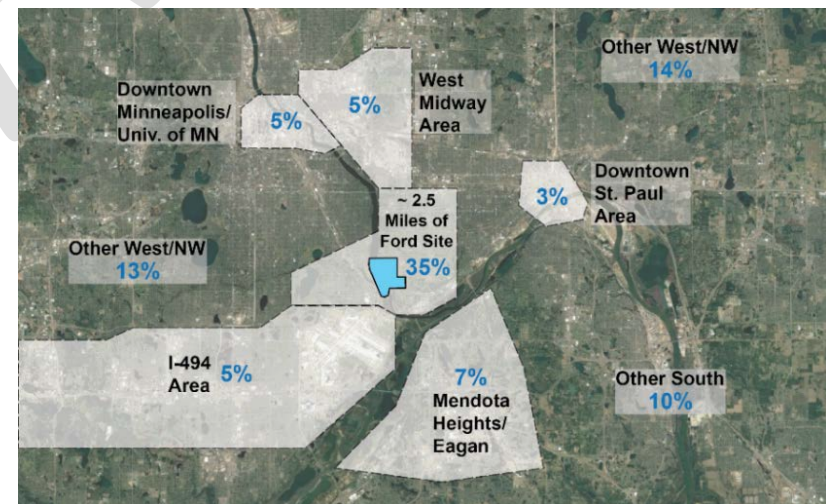 Other West/NW
14%
Downtown
Minneapolis/
Univ. of MN
5%
5%
West
Midway
Area
Downtown
St. Paul
Area
3%
~ 2.5
Miles of
Ford Site
35%
Other West/NW
13%
I-494
Area
5%
7%
Mendota
Heights/
Eagan
Other South
10%